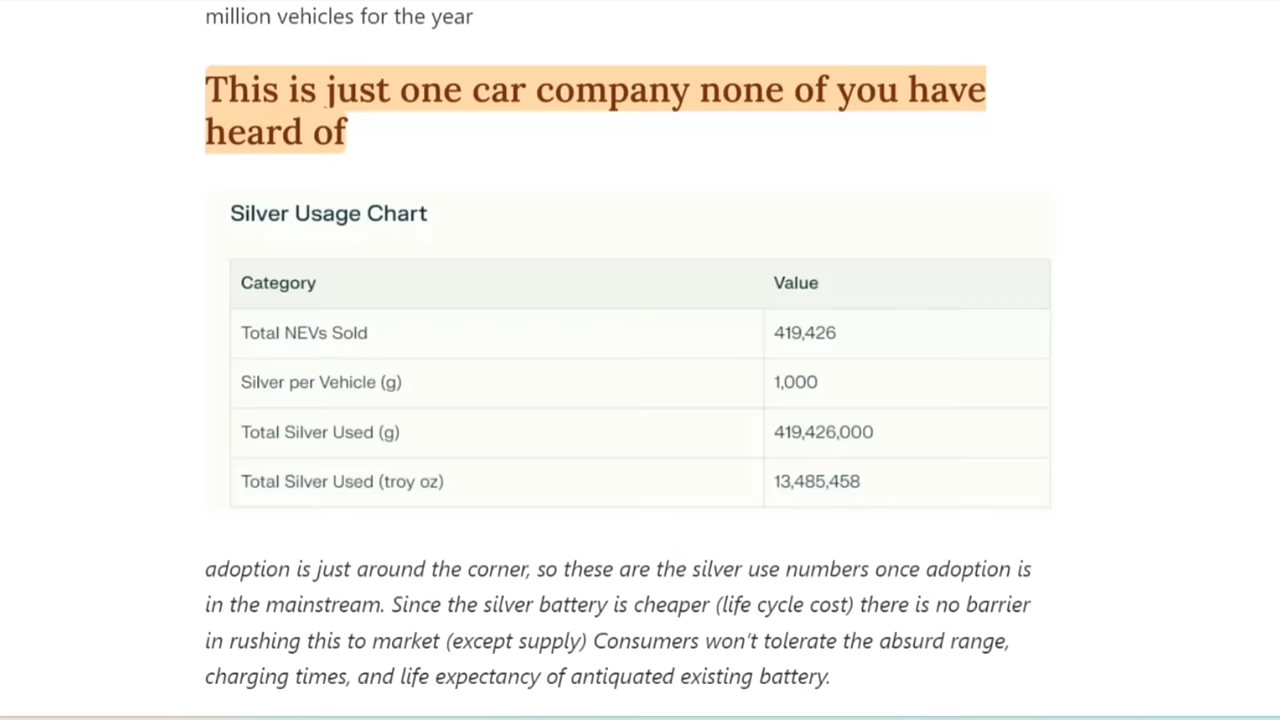 million vehicles for the year
This is just one car company none of you have
heard of
Silver Usage Chart
Category Value
Total NEVs Sold 419,426
Silver per Vehicle (g) 1,000
Total Silver Used (g) 419,426,000
Total Silver Used (troy oz) 13,485,458
adoption is just around the corner, so these are the silver use numbers once adoption is
in the mainstream. Since the silver battery is cheaper (life cycle cost) there is no barrier
in rushing this to market (except supply) Consumers won’t tolerate the absurd range,
charging times, and life expectancy of antiquated existing battery.